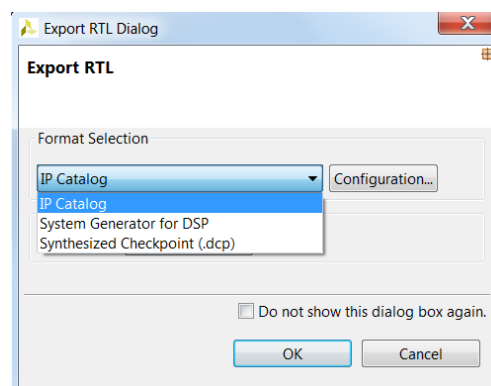 Export RTL Dialog
Export RTL
Format Selection
IP Catalog
Configuration...
IP Catalog
System Generator for DSP
Synthesized Checkpoint (.dcp)
Do not show this dialog box again.
OK
Cancel